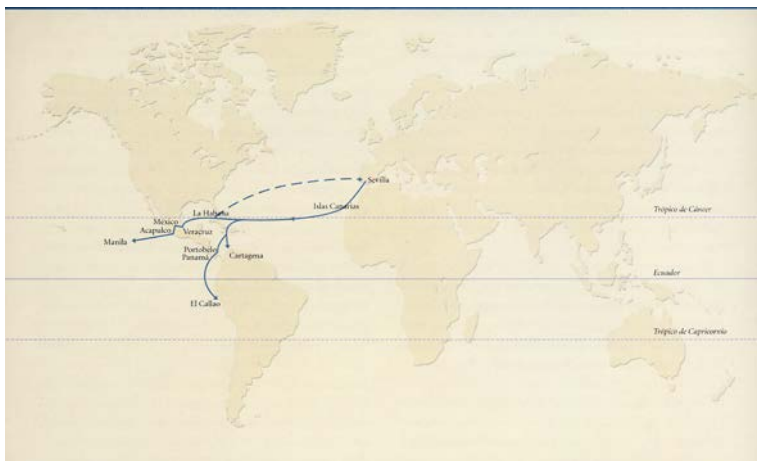 Sevilla
Islas Canarias
La Habana
Trópico de Cáncer
México
Acapulco
Veracruz
Manila
Portobelo
Panamá
Cartagena
Ecuador
El Callao
Trópico de Capricornio